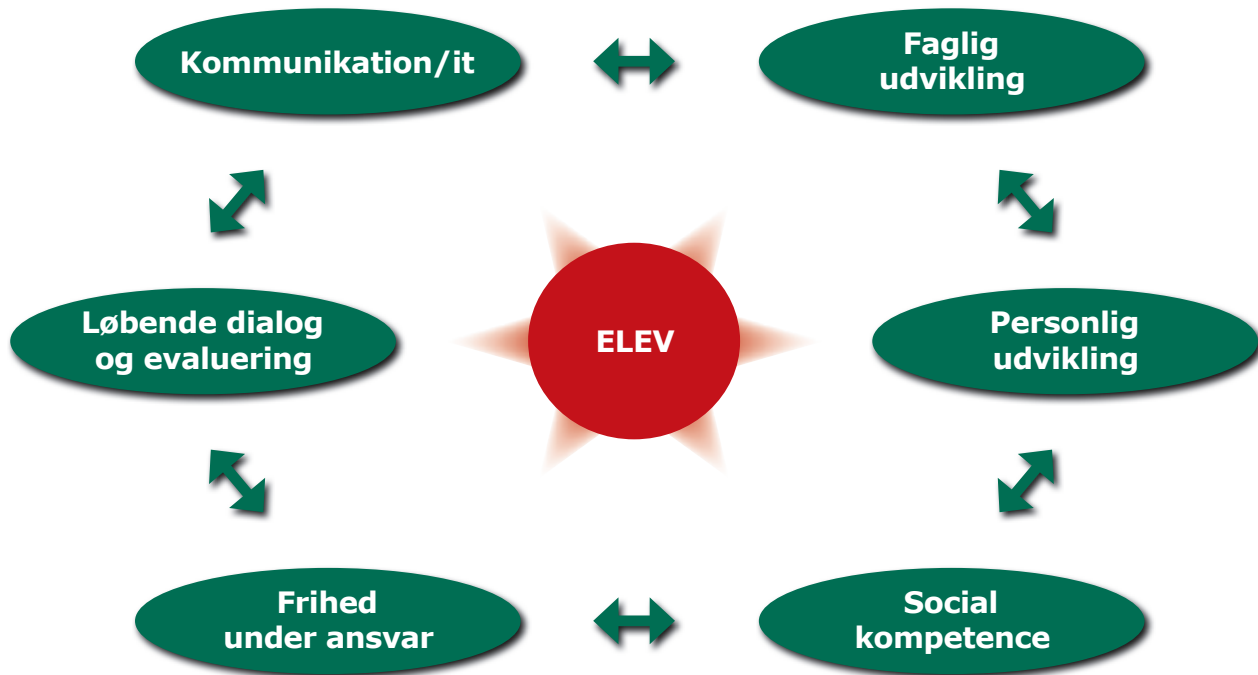 Kommunikation/it
Faglig
udvikling
Løbende dialog
og evaluering
ELEV
Personlig
udvikling
Frihed
under ansvar
Social
kompetence